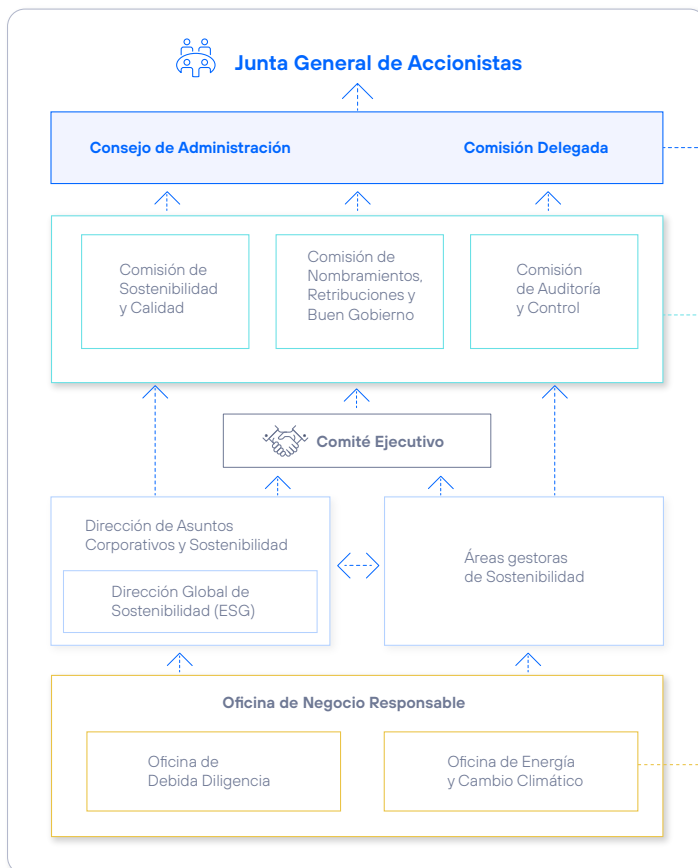 Junta General de Accionistas
Consejo de Administración
Comisión Delegada
Comisión de
Sostenibilidad
y Calidad
Comisión de
Nombramientos,
Retribuciones y
Buen Gobierno
Comisión
de Auditoría
y Control
Comité Ejecutivo
Dirección de Asuntos
Corporativos y Sostenibilidad
Dirección Global de
Sostenibilidad (ESG)
Áreas gestoras
de Sostenibilidad
Oficina de Negocio Responsable
Oficina de
Debida Diligencia
Oficina de Energía
y Cambio Climático